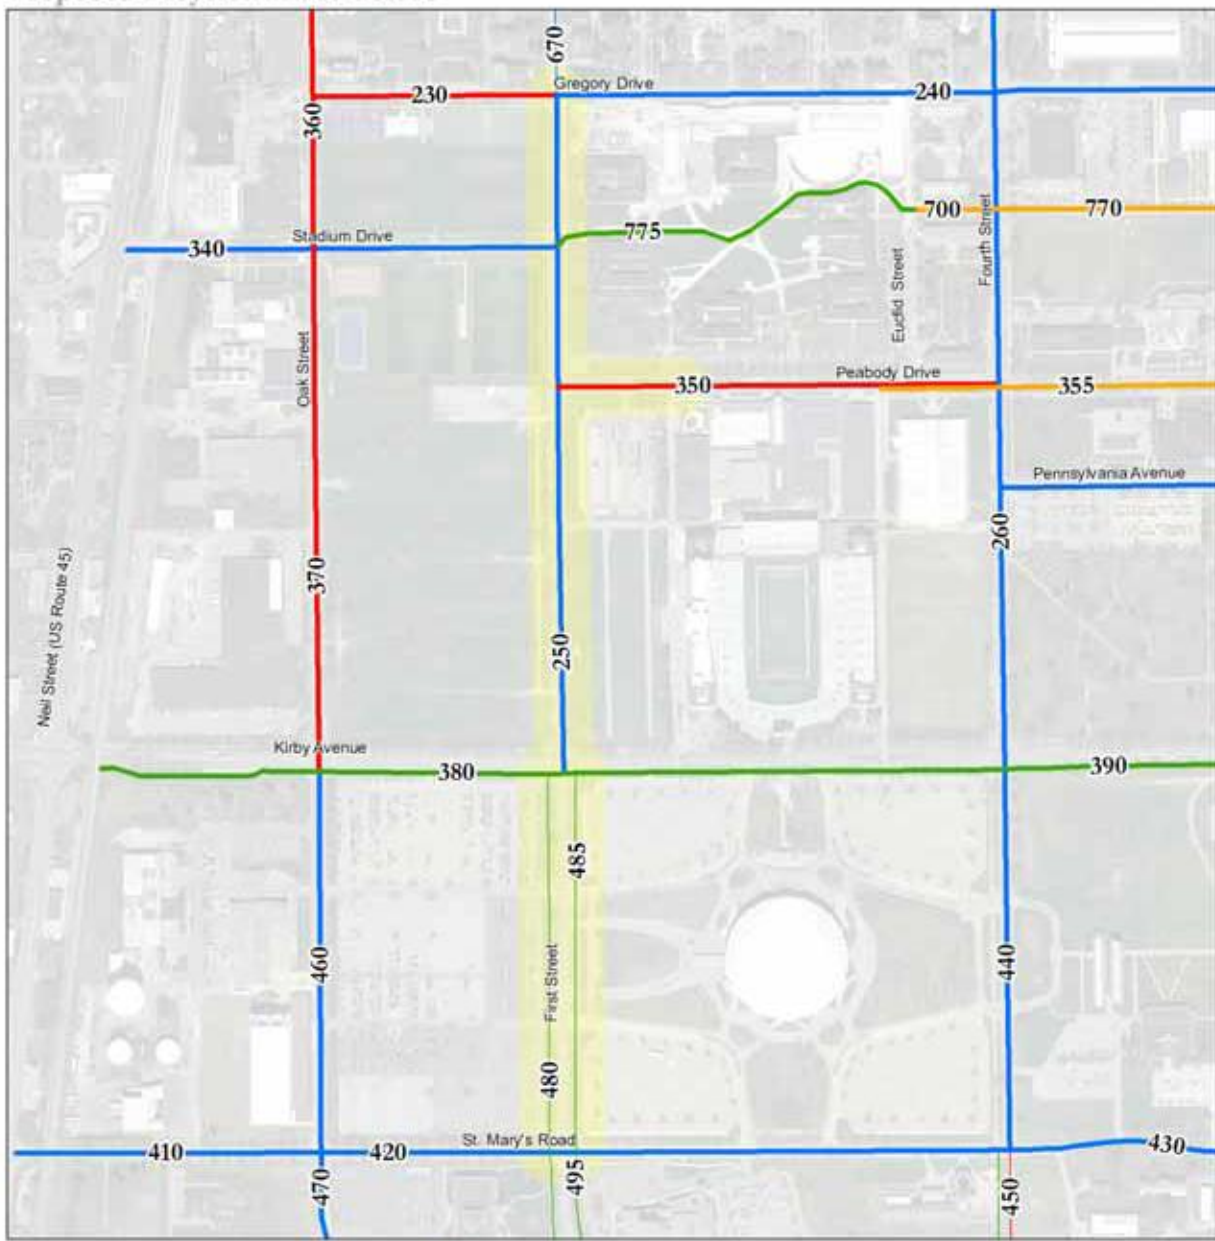 670
Gregory Drive
230
240
360
700
770
775
Stadium Drive
340
Fourth Street
Euclid Street
Oak Street
350
Peabody Drive
355
Pennsylvania Avenue
260
370
Neil Street (US Route 45)
250
Kirby Avenue
380
390
485
460
First Street
440
480
St. Mary's Road
410
420
430
470
495
450